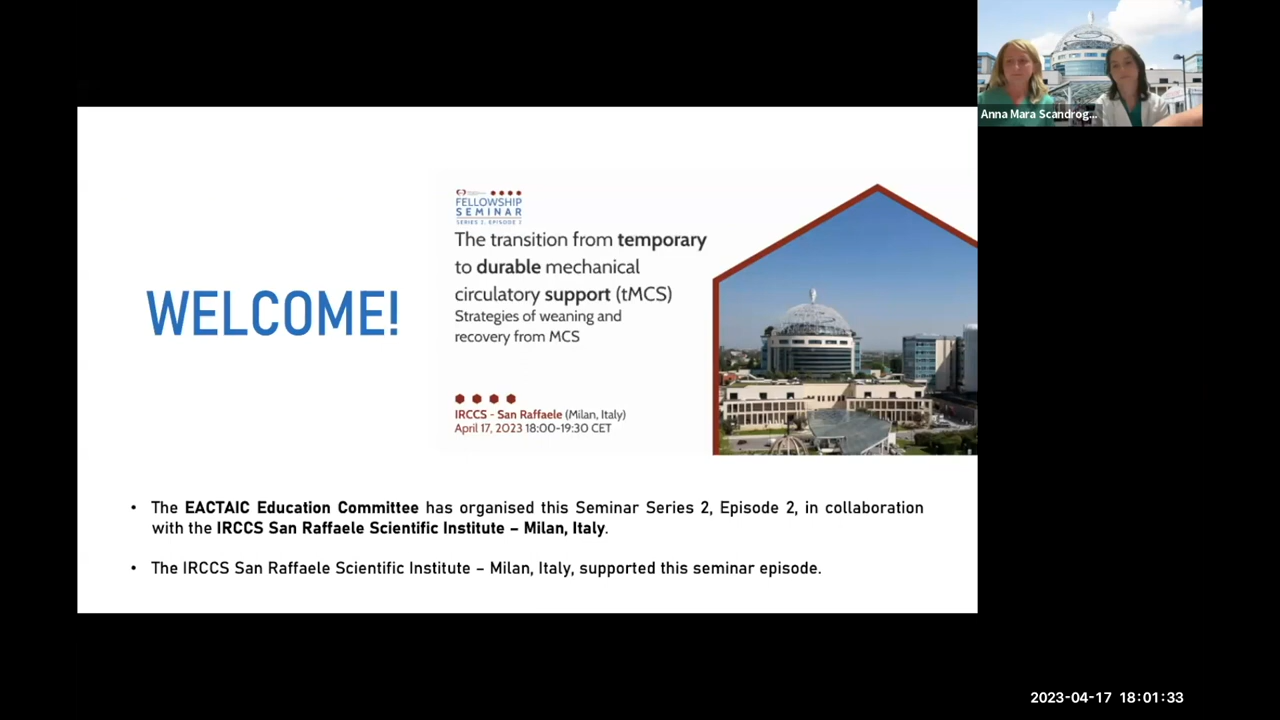 Anna Mara Scandrog...
FELLOWSHIP
SEMINAR
SERIES 2, EPISODE 2
The transition from temporary
to durable mechanical
circulatory support (tMCS)
Strategies of weaning and
recovery from MCS
WELCOME!
IRCCS - San Raffaele (Milan, Italy)
April 17, 2023 18:00-19:30 CET
• The EACTAIC Education Committee has organised this Seminar Series 2, Episode 2, in collaboration
with the IRCCS San Raffaele Scientific Institute – Milan, Italy.
• The IRCCS San Raffaele Scientific Institute – Milan, Italy, supported this seminar episode.
2023-04-17 18:01:33